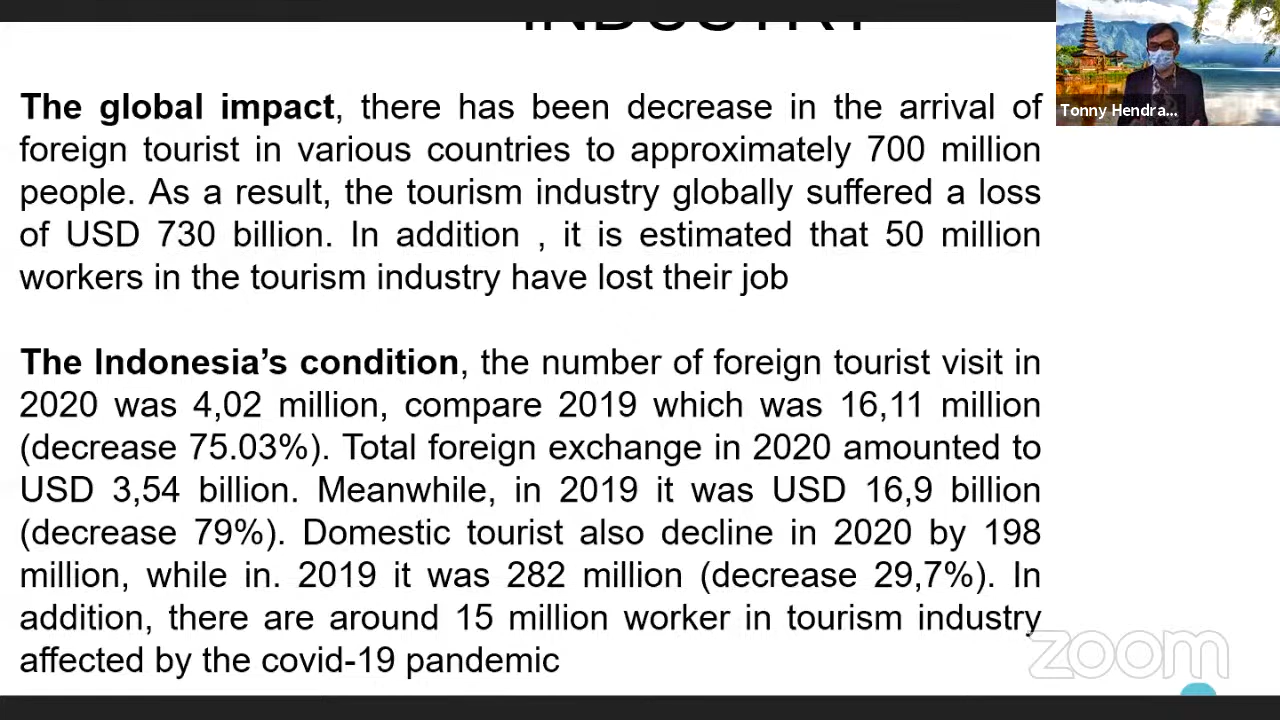 INDUSTRY
Tonny Hendra...
The global impact, there has been decrease in the arrival of
foreign tourist in various countries to approximately 700 million
people. As a result, the tourism industry globally suffered a loss
of USD 730 billion. In addition , it is estimated that 50 million
workers in the tourism industry have lost their job
The Indonesia’s condition, the number of foreign tourist visit in
2020 was 4,02 million, compare 2019 which was 16,11 million
(decrease 75.03%). Total foreign exchange in 2020 amounted to
USD 3,54 billion. Meanwhile, in 2019 it was USD 16,9 billion
(decrease 79%). Domestic tourist also decline in 2020 by 198
million, while in. 2019 it was 282 million (decrease 29,7%). In
addition, there are around 15 million worker in tourism industry
affected by the covid-19 pandemic
zoom